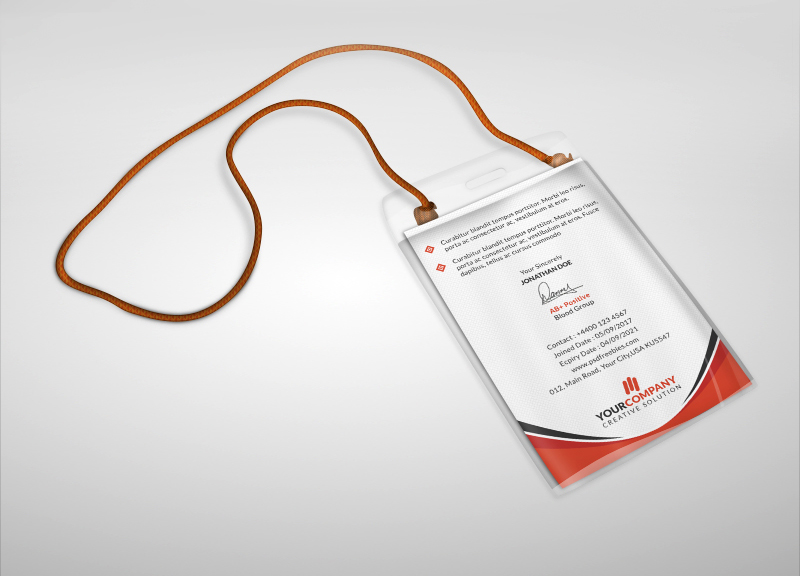 Curabitur blandit tempus porttitor. Morbi leo risus,
porta ac consectetur ac, vestibulum at eros.
Curabitur blandit tempus porttitor. Morbi leo risus,
porta ac consectetur ac, vestibulum at eros. Fusce
dapibus, tellus ac cursus commodo
Your Sincerely
JONATHAN DOE
AB+ Positive
Blood Group
Contact : +4400 123 4567
Joined Date : 05/09/2017
Ecpiry Date : 04/09/2021
www.psdfreebies.com
012, Main Road, Your City,USA KU5547
YOURCOMPANY
CREATIVE SOLUTION